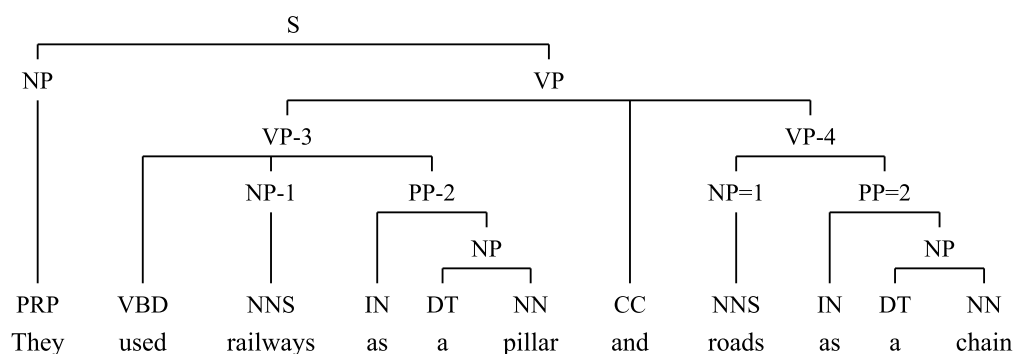 S
NP VP
VP-3 VP-4
NP-1 PP-2 NP=1 PP=2
NP NP
PRP VBD NNS IN DT NN CC NNS IN DT NN
They used railways as a pillar and roads as a chain